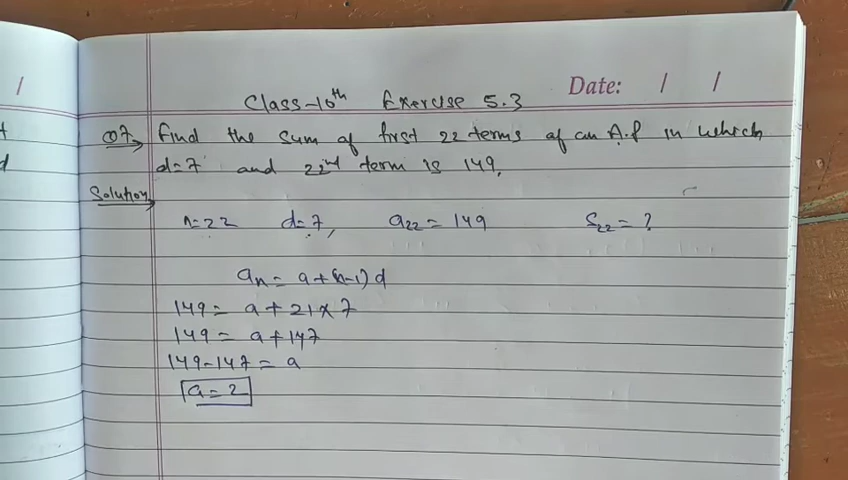 Class-10th Exercise 5.3
Date: / /
Q7, Find the sum of first 22 terms of an A.P in which
d=7 and 22nd term is 149.
Solution
n=22 d=7, a22 = 149 S22 = ?
an = a+(n-1)d
149 = a+21×7
149 = a+147
149-147 = a
a=2